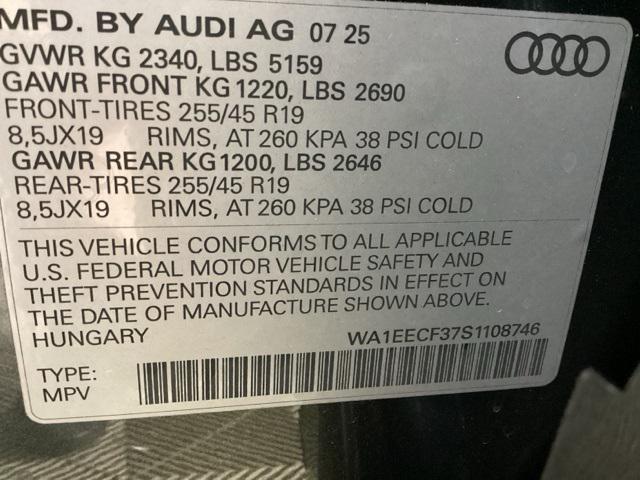 MFD. BY AUDI AG 07 25
GVWR KG 2340, LBS 5159
GAWR FRONT KG 1220, LBS 2690
FRONT-TIRES 255/45 R19
8,5JX19 RIMS, AT 260 KPA 38 PSI COLD
GAWR REAR KG 1200, LBS 2646
REAR-TIRES 255/45 R19
8,5JX19 RIMS, AT 260 KPA 38 PSI COLD
THIS VEHICLE CONFORMS TO ALL APPLICABLE
U.S. FEDERAL MOTOR VEHICLE SAFETY AND
THEFT PREVENTION STANDARDS IN EFFECT ON
THE DATE OF MANUFACTURE SHOWN ABOVE.
HUNGARY WA1EECF37S1108746
TYPE:
MPV